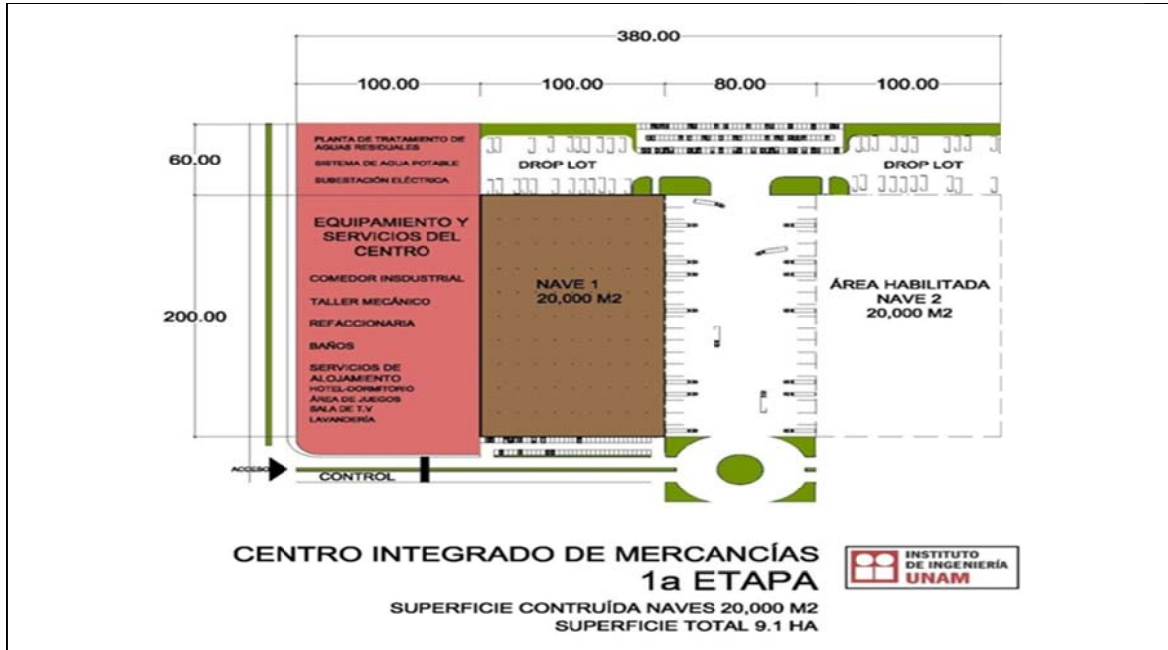 380.00
100.00 100.00 80.00 100.00
60.00
200.00
PLANTA DE TRATAMIENTO DE
AGUAS RESIDUALES
SISTEMA DE AGUA POTABLE
SUBESTACIÓN ELÉCTRICA
DROP LOT
DROP LOT
EQUIPAMIENTO Y
SERVICIOS DEL
CENTRO
COMEDOR INSDUSTRIAL
TALLER MECÁNICO
REFACCIONARIA
BAÑOS
SERVICIOS DE
ALOJAMIENTO
HOTEL-DORMITORIO
ÁREA DE JUEGOS
SALA DE T.V
LAVANDERÍA
NAVE 1
20,000 M2
ÁREA HABILITADA
NAVE 2
20,000 M2
ACCESO
CONTROL
CENTRO INTEGRADO DE MERCANCÍAS
1a ETAPA
SUPERFICIE CONTRUÍDA NAVES 20,000 M2
SUPERFICIE TOTAL 9.1 HA
INSTITUTO
DE INGENIERÍA
UNAM